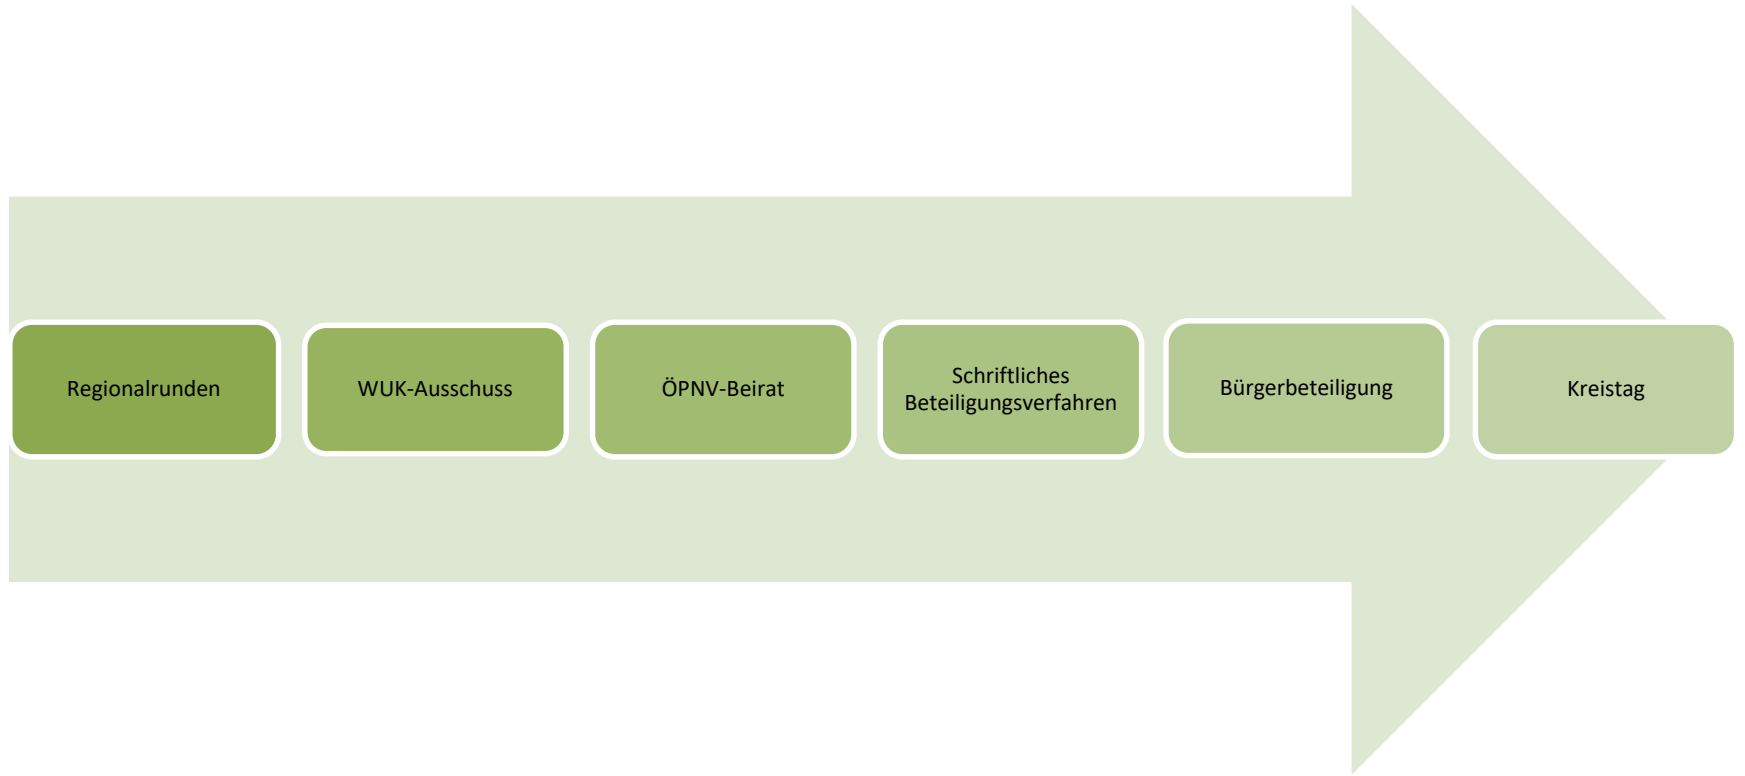 Regionalrunden
WUK-Ausschuss
ÖPNV-Beirat
Schriftliches
Beteiligungsverfahren
Bürgerbeteiligung
Kreistag